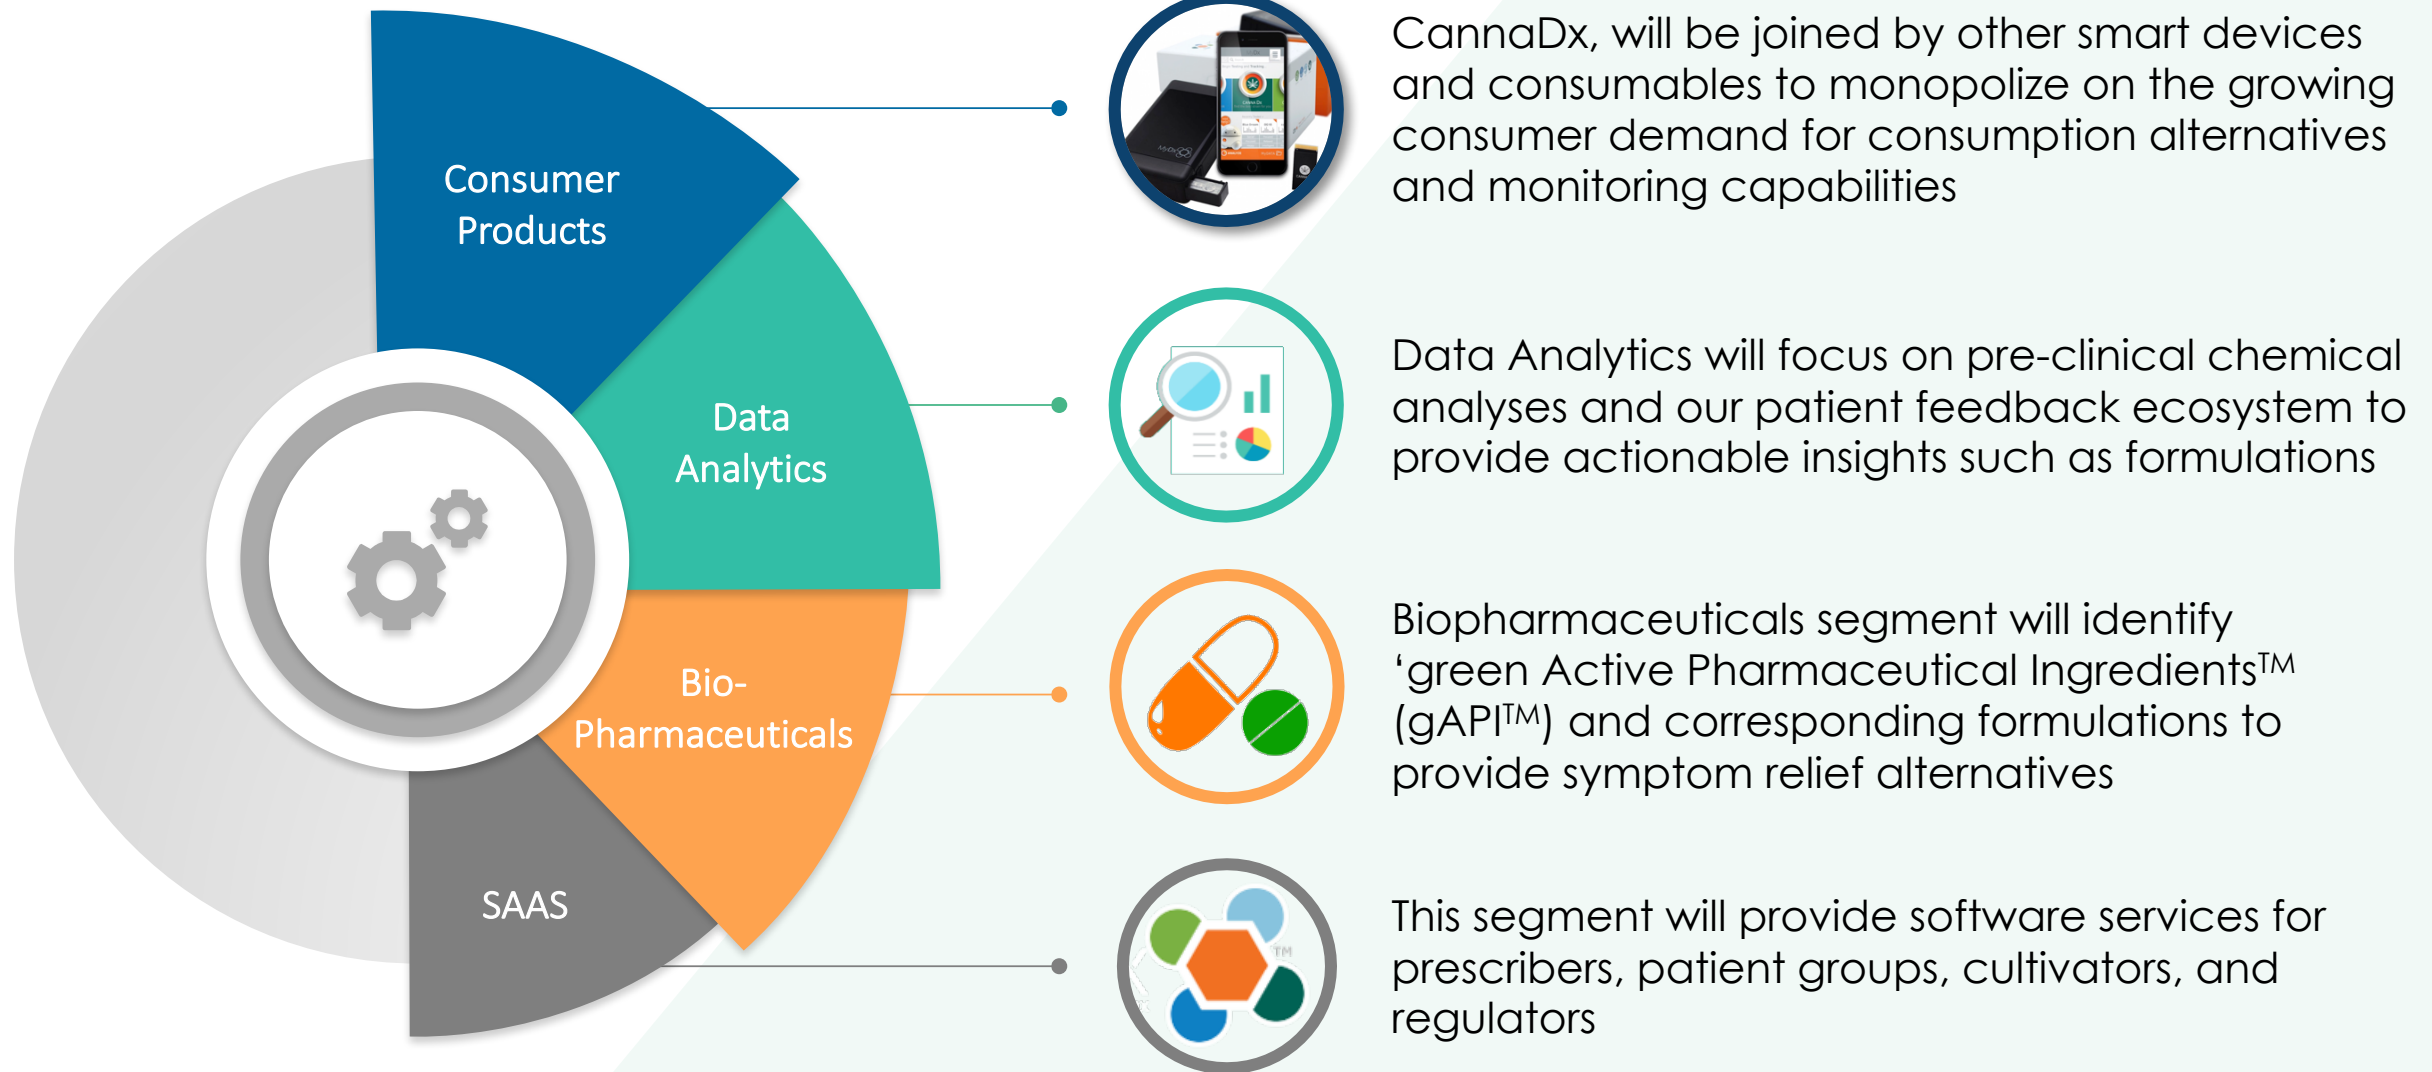 Consumer
Products
CannaDx, will be joined by other smart devices
and consumables to monopolize on the growing
consumer demand for consumption alternatives
and monitoring capabilities
MyDx
Data
Analytics
Data Analytics will focus on pre-clinical chemical
analyses and our patient feedback ecosystem to
provide actionable insights such as formulations
Bio-
Pharmaceuticals
Biopharmaceuticals segment will identify
‘green Active Pharmaceutical Ingredients™
(gAPI™) and corresponding formulations to
provide symptom relief alternatives
SAAS
TM
This segment will provide software services for
prescribers, patient groups, cultivators, and
regulators